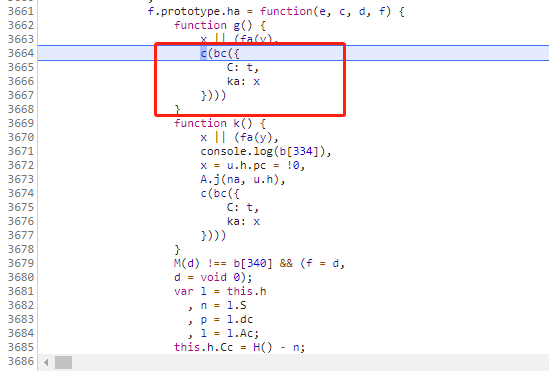 3661 f.prototype.ha = function(e, c, d, f) {
3662 function g() {
3663 x || (fa(y),
3664 c(bc({
3665 C: t,
3666 ka: x
3667 })))
3668 }
3669 function k() {
3670 x || (fa(y),
3671 console.log(b[334]),
3672 x = u.h.pc = !0,
3673 A.j(na, u.h),
3674 c(bc({
3675 C: t,
3676 ka: x
3677 })))
3678 }
3679 M(d) !== b[340] && (f = d,
3680 d = void 0);
3681 var l = this.h
3682 , n = l.S
3683 , p = l.dc
3684 , l = l.Ac;
3685 this.h.Cc = H() - n;
3686